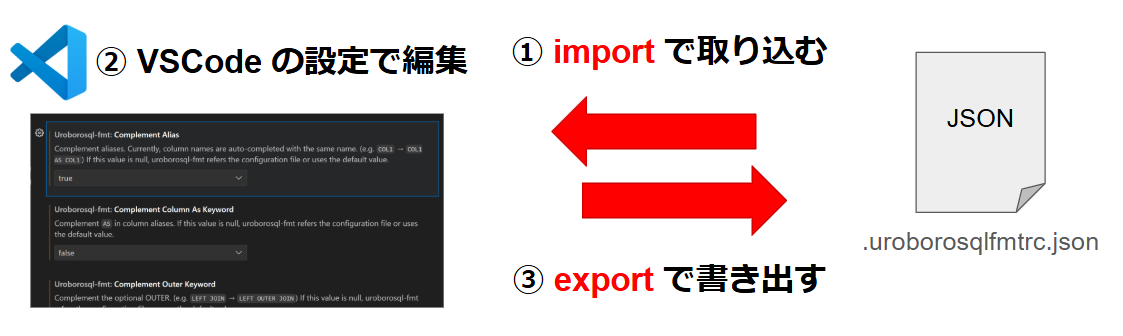 ② VSCode の設定で編集
① import で取り込む
Uroborosql-fmt: Complement Alias
Complement aliases. Currently, column names are auto-completed with the same name. (e.g. COL1 → COL1
AS COL1) If this value is null, uroborosql-fmt refers the configuration file or uses the default value.
true
Uroborosql-fmt: Complement Column As Keyword
Complement AS in column aliases. If this value is null, uroborosql-fmt refers the configuration file or uses
the default value.
false
Uroborosql-fmt: Complement Outer Keyword
Complement the optional OUTER. (e.g. LEFT JOIN → LEFT OUTER JOIN) If this value is null, uroborosql-fmt
JSON
.uroborosqlfmtrc.json
③ export で書き出す